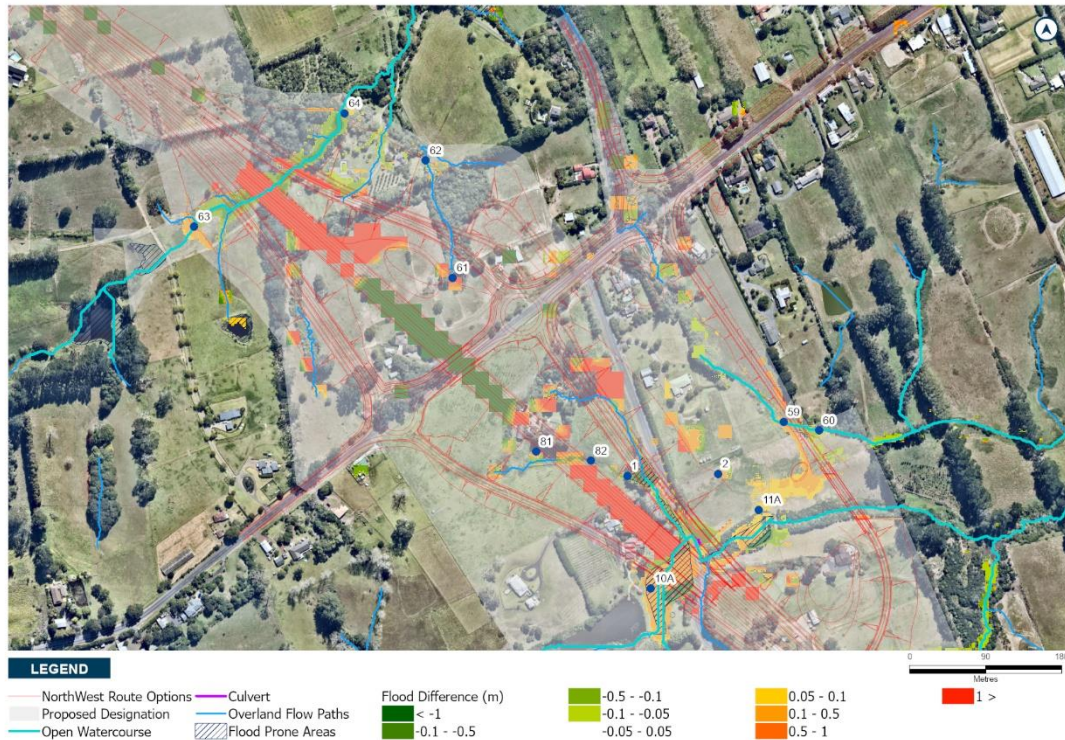 64
62
63
61
59
60
81
82
1
2
11A
10A
LEGEND
0 90 180
Metres
NorthWest Route Options
Proposed Designation
Open Watercourse
Culvert
Overland Flow Paths
Flood Prone Areas
Flood Difference (m)
< -1
-0.1 - -0.5
-0.5 - -0.1
-0.1 - -0.05
-0.05 - 0.05
0.05 - 0.1
0.1 - 0.5
0.5 - 1
1 >